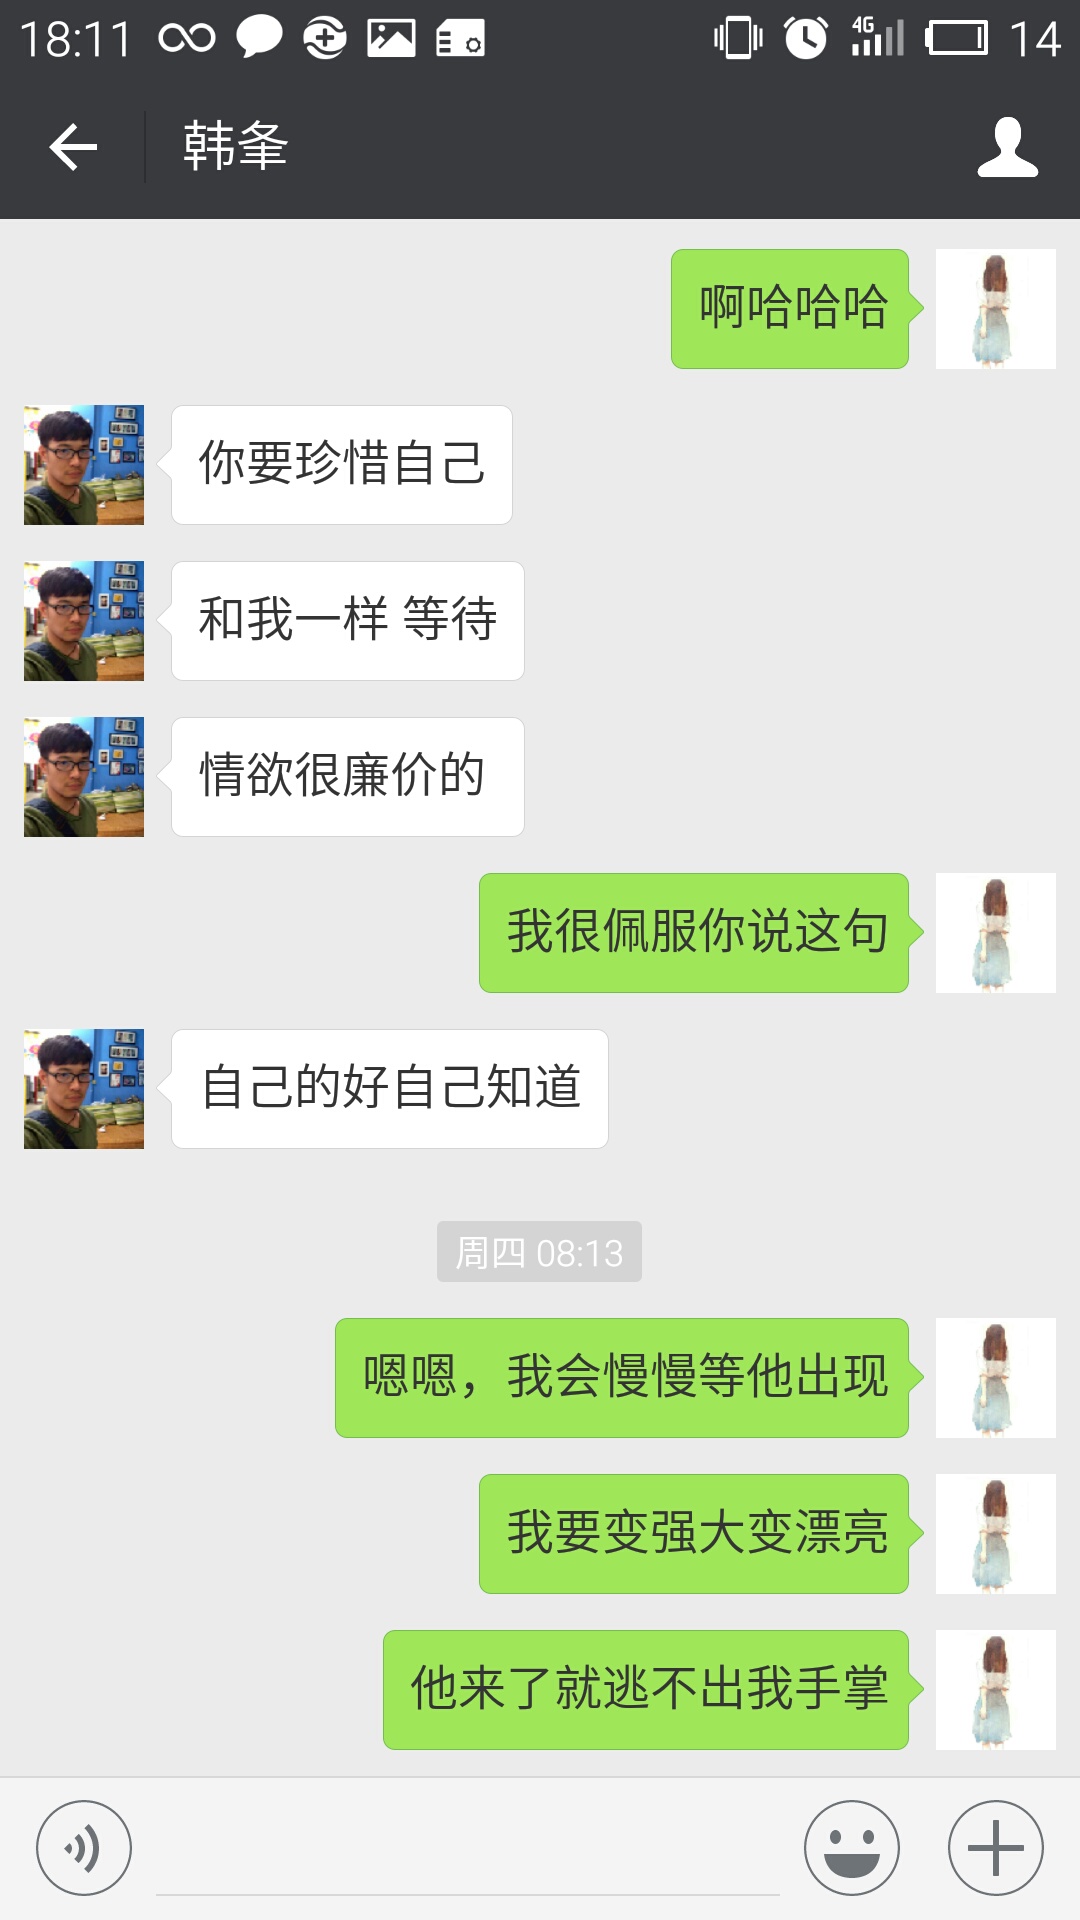 18:11 4G 14
韩夆
啊哈哈哈
你要珍惜自己
和我一样 等待
情欲很廉价的
我很佩服你说这句
自己的好自己知道
周四 08:13
嗯嗯，我会慢慢等他出现
我要变强大变漂亮
他来了就逃不出我手掌